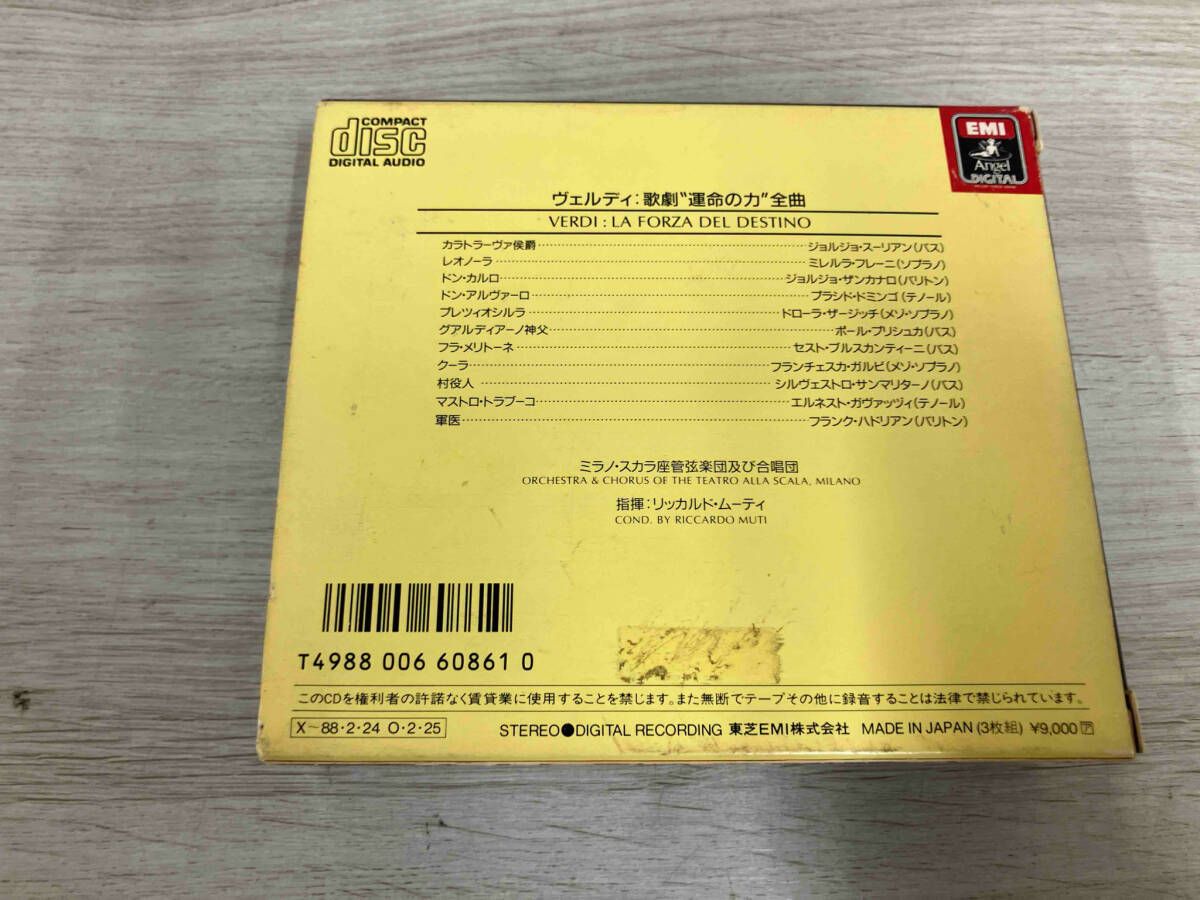 COMPACT
disc
DIGITAL AUDIO
EMI
Angel
DIGITAL
ヴェルディ：歌劇“運命の力”全曲
VERDI : LA FORZA DEL DESTINO
カラトラーヴァ侯爵 ジョルジョ・スーリアン(バス)
レオノーラ ミレルラ・フレーニ(ソプラノ)
ドン・カルロ ジョルジョ・ザンカナロ(バリトン)
ドン・アルヴァーロ プラシド・ドミンゴ(テノール)
プレツィオシルラ ドローラ・ザージッチ(メゾ・ソプラノ)
グアルディアーノ神父 ポール・プリシュカ(バス)
フラ・メリトーネ セスト・ブルスカンティーニ(バス)
クーラ フランチェスカ・ガルビ(メゾ・ソプラノ)
村役人 シルヴェストロ・サンマリターノ(バス)
マストロ・トラブーコ エルネスト・ガヴァッツィ(テノール)
軍医 フランク・ハドリアン(バリトン)
ミラノ・スカラ座管弦楽団及び合唱団
ORCHESTRA & CHORUS OF THE TEATRO ALLA SCALA, MILANO
指揮：リッカルド・ムーティ
COND. BY RICCARDO MUTI
T4988 006 60861 0
このCDを権利者の許諾なく賃貸業に使用することを禁じます。また無断でテープその他に録音することは法律で禁じられています。
X〜88・2・24 O・2・25
STEREO●DIGITAL RECORDING 東芝EMI株式会社 MADE IN JAPAN (3枚組) ¥9,000